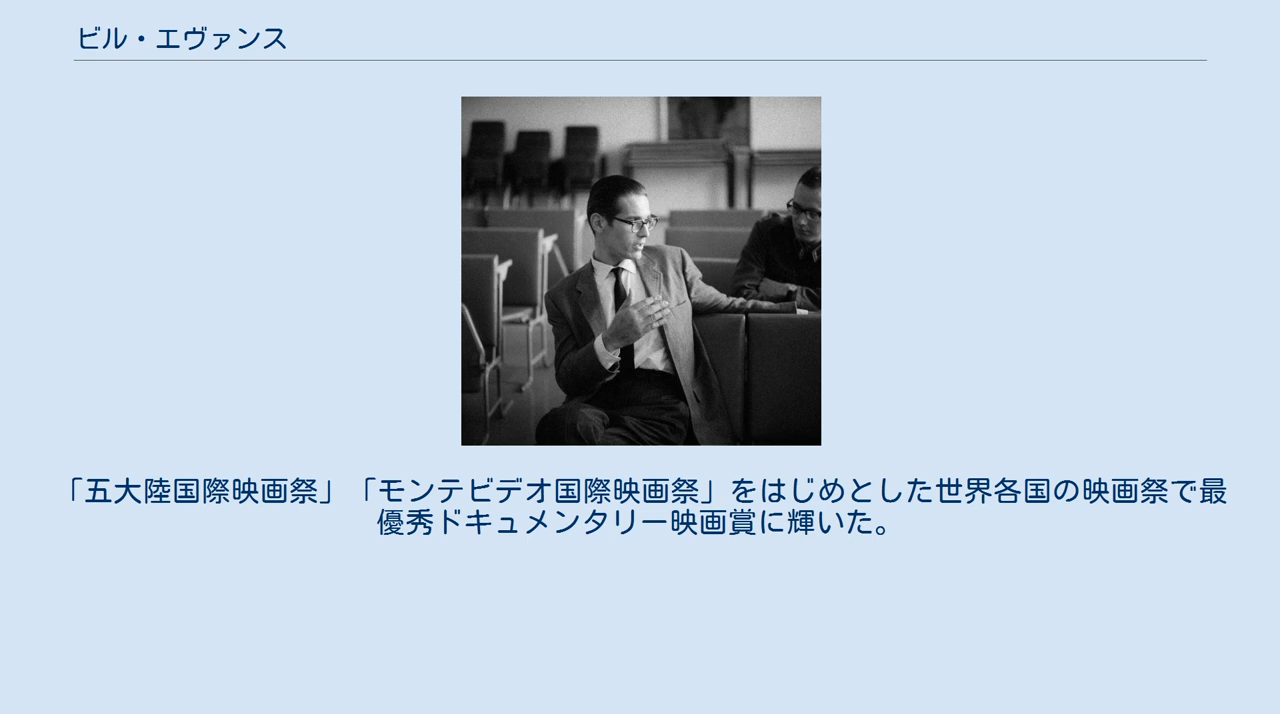 ビル・エヴァンス
「五大陸国際映画祭」「モンテビデオ国際映画祭」をはじめとした世界各国の映画祭で最
優秀ドキュメンタリー映画賞に輝いた。